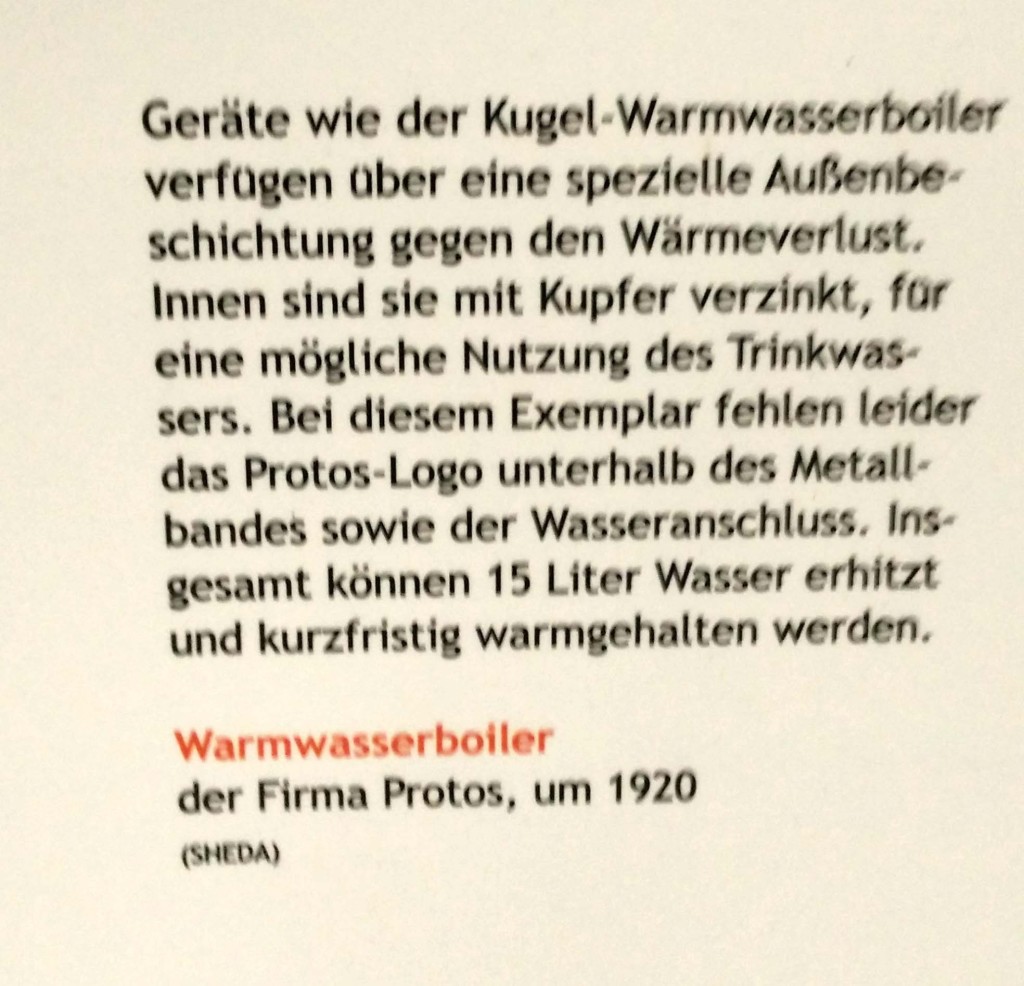 Geräte wie der Kugel-Warmwasserboiler
verfügen über eine spezielle Außenbe-
schichtung gegen den Wärmeverlust.
Innen sind sie mit Kupfer verzinkt, für
eine mögliche Nutzung des Trinkwas-
sers. Bei diesem Exemplar fehlen leider
das Protos-Logo unterhalb des Metall-
bandes sowie der Wasseranschluss. Ins-
gesamt können 15 Liter Wasser erhitzt
und kurzfristig warmgehalten werden.
Warmwasserboiler
der Firma Protos, um 1920
(SHEDA)